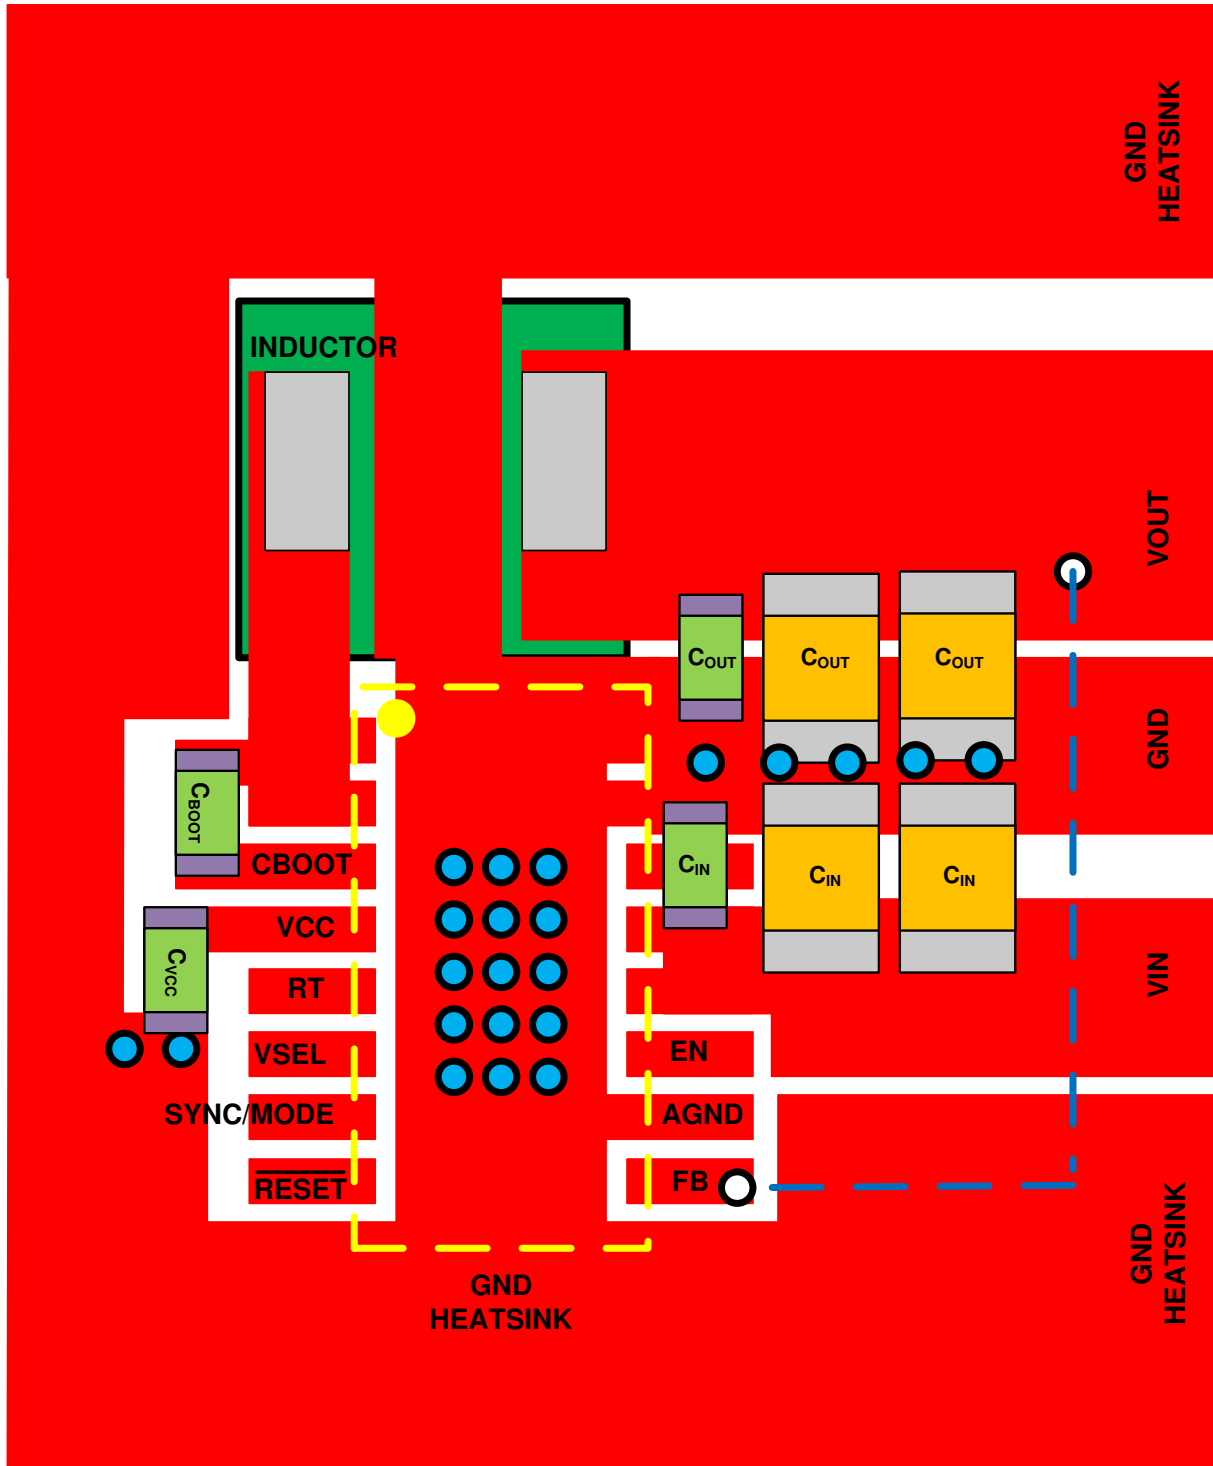 GND
HEATSINK
INDUCTOR
VOUT
COUT
COUT
COUT
GND
CBOOT
CBOOT
CIN
CIN
CIN
VCC
CVCC
VIN
RT
VSEL
EN
SYNC/MODE
AGND
RESET
FB
GND
HEATSINK
GND
HEATSINK